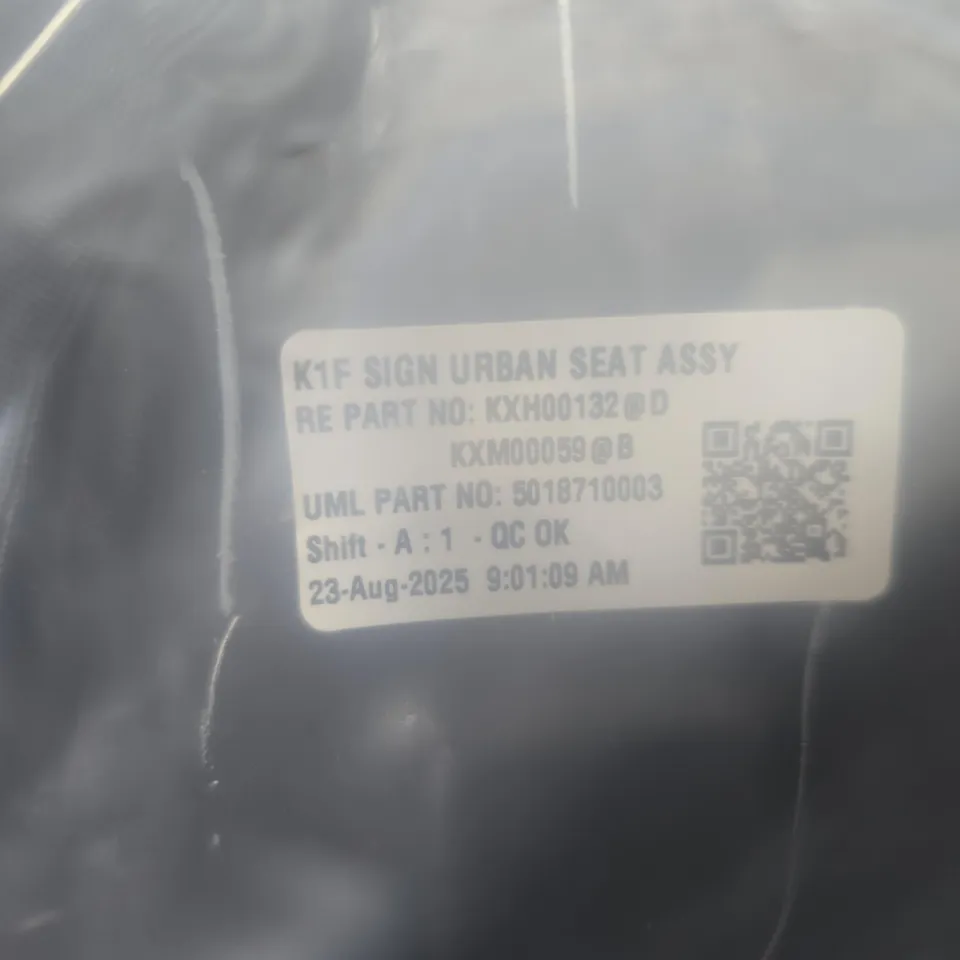 K1F SIGN URBAN SEAT ASSY
RE PART NO: KXH00132@D
KXM00059@B
UML PART NO: 5018710003
Shift - A : 1 - QC OK
23-Aug-2025 9:01:09 AM